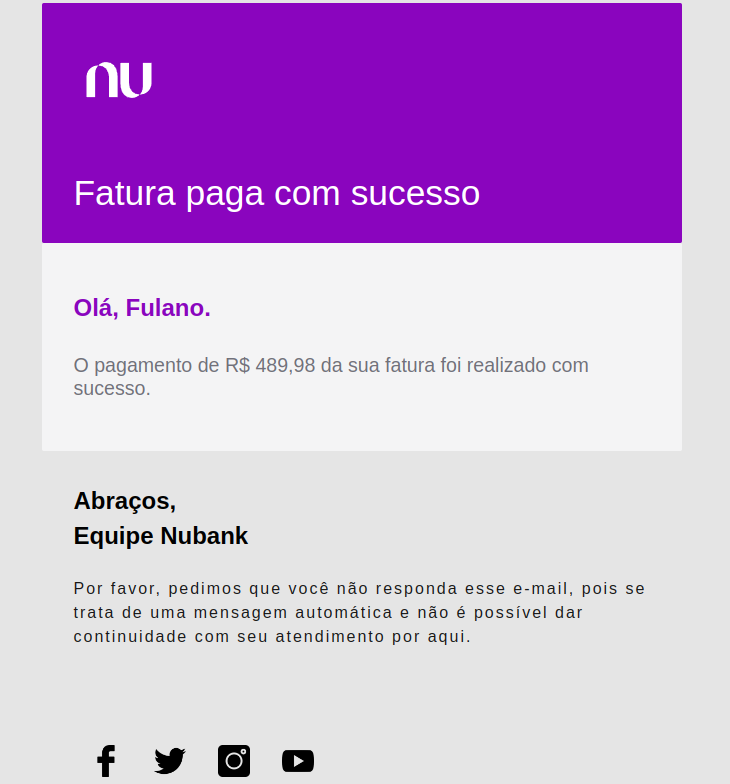 nu
Fatura paga com sucesso
Olá, Fulano.
O pagamento de R$ 489,98 da sua fatura foi realizado com
sucesso.
Abraços,
Equipe Nubank
Por favor, pedimos que você não responda esse e-mail, pois se
trata de uma mensagem automática e não é possível dar
continuidade com seu atendimento por aqui.